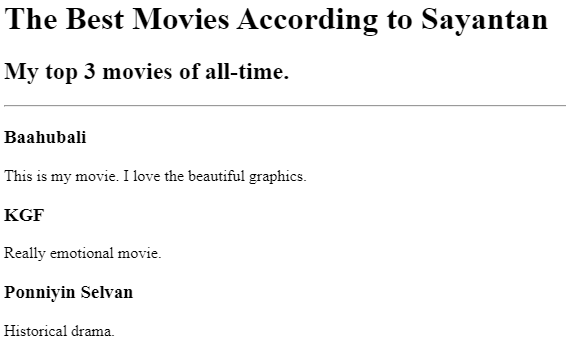 The Best Movies According to Sayantan
My top 3 movies of all-time.
Baahubali
This is my movie. I love the beautiful graphics.
KGF
Really emotional movie.
Ponniyin Selvan
Historical drama.